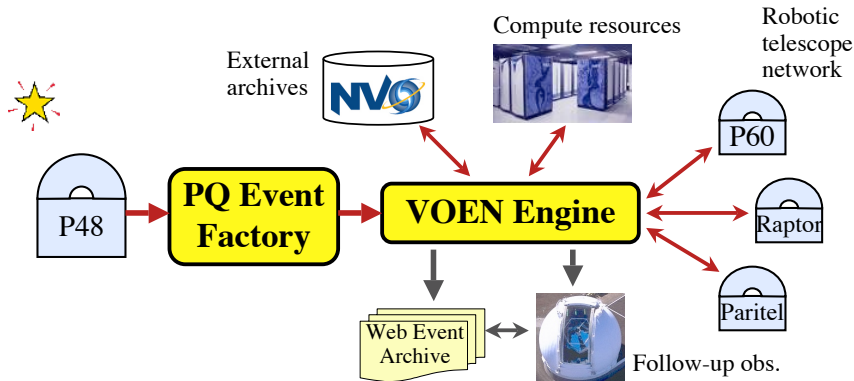 Compute resources
Robotic
telescope
network
External
archives
NVO
P60
P48
PQ Event
Factory
VOEN Engine
Raptor
Paritel
Web Event
Archive
Follow-up obs.